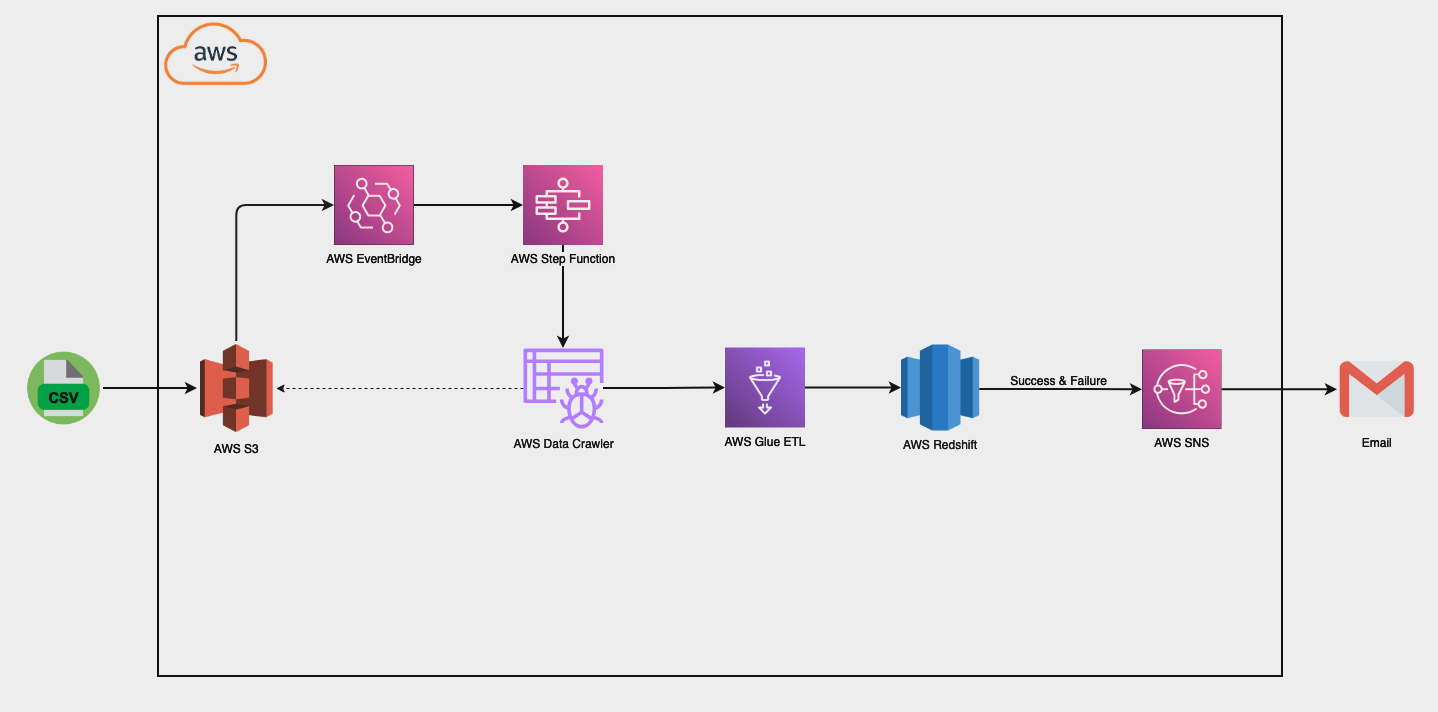 aws
AWS EventBridge
AWS Step Function
CSV
AWS S3
AWS Data Crawler
AWS Glue ETL
AWS Redshift
Success & Failure
AWS SNS
Email